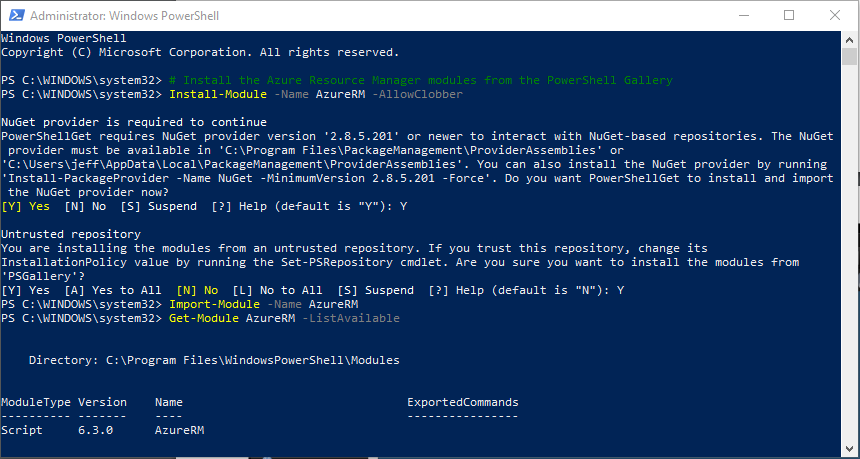 Administrator: Windows PowerShell
Windows PowerShell
Copyright (C) Microsoft Corporation. All rights reserved.
PS C:\WINDOWS\system32> # Install the Azure Resource Manager modules from the PowerShell Gallery
PS C:\WINDOWS\system32> Install-Module -Name AzureRM -AllowClobber
NuGet provider is required to continue
PowerShellGet requires NuGet provider version '2.8.5.201' or newer to interact with NuGet-based repositories. The NuGet
provider must be available in 'C:\Program Files\PackageManagement\ProviderAssemblies' or
'C:\Users\jeff\AppData\Local\PackageManagement\ProviderAssemblies'. You can also install the NuGet provider by running
'Install-PackageProvider -Name NuGet -MinimumVersion 2.8.5.201 -Force'. Do you want PowerShellGet to install and import
the NuGet provider now?
[Y] Yes  [N] No  [S] Suspend  [?] Help (default is "Y"): Y
Untrusted repository
You are installing the modules from an untrusted repository. If you trust this repository, change its
InstallationPolicy value by running the Set-PSRepository cmdlet. Are you sure you want to install the modules from
'PSGallery'?
[Y] Yes  [A] Yes to All  [N] No  [L] No to All  [S] Suspend  [?] Help (default is "N"): Y
PS C:\WINDOWS\system32> Import-Module -Name AzureRM
PS C:\WINDOWS\system32> Get-Module AzureRM -ListAvailable
Directory: C:\Program Files\WindowsPowerShell\Modules
ModuleType Version    Name                                ExportedCommands
---------- -------    ----                                ----------------
Script     6.3.0      AzureRM